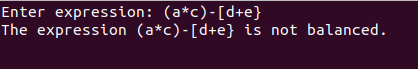 Enter expression: (a*c)-[d+e}
The expression (a*c)-[d+e} is not balanced.